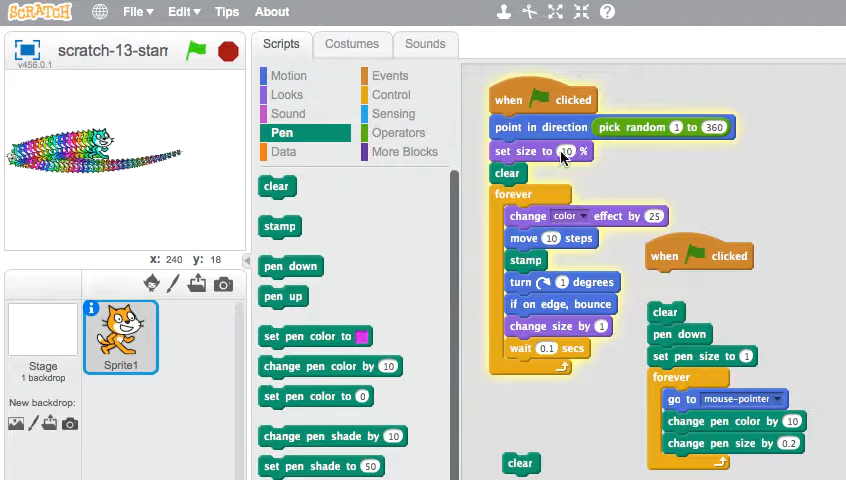 SCRATCH File Edit Tips About
scratch-13-stam
v456.0.1
x: 240 y: 18
Sprite1
Stage
1 backdrop
New backdrop:
Scripts Costumes Sounds
Motion Events
Looks Control
Sound Sensing
Pen Operators
Data More Blocks
clear
stamp
pen down
pen up
set pen color to
change pen color by 10
set pen color to 0
change pen shade by 10
set pen shade to 50
when clicked
point in direction pick random 1 to 360
set size to 10 %
clear
forever
change color effect by 25
move 10 steps
stamp
turn 1 degrees
if on edge, bounce
change size by 1
wait 0.1 secs
clear
when clicked
clear
pen down
set pen size to 1
forever
go to mouse-pointer
change pen color by 10
change pen size by 0.2